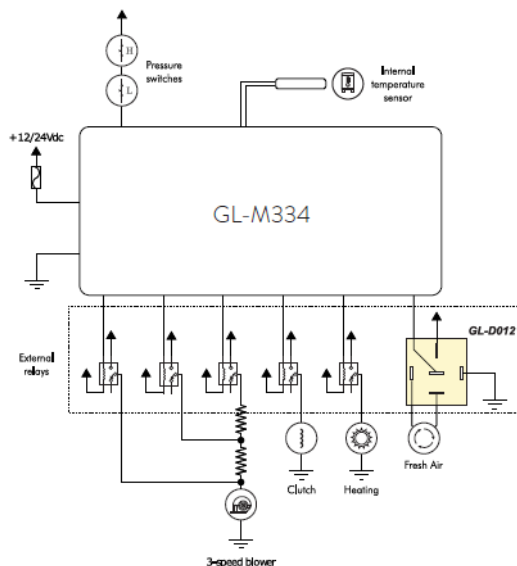 H
Pressure
switches
L
Internal
temperature
sensor
+12/24Vdc
GL-M334
GL-D012
External
relays
Fresh Air
Clutch
Heating
3-speed blower